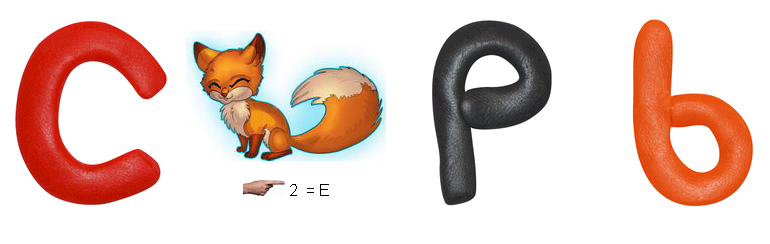 С Р Ь
2 = Е